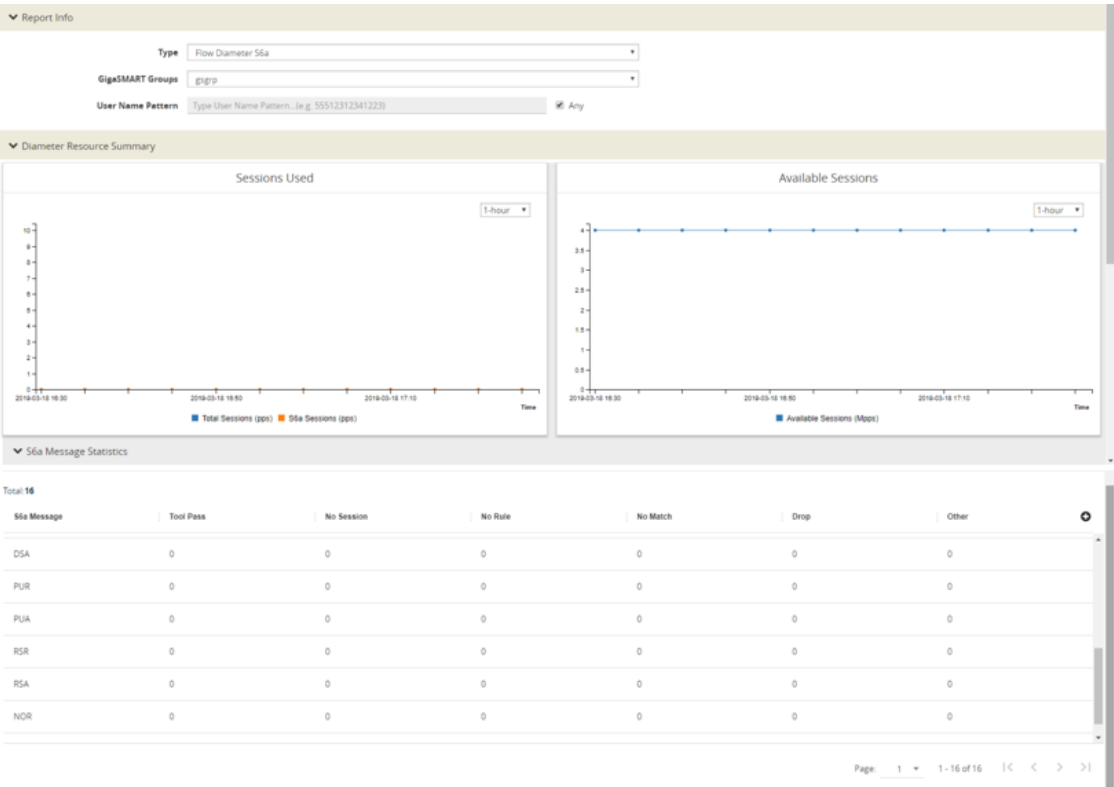 Report Info
Type Flow Diameter S6a
GigaSMART Groups gsgrp
User Name Pattern Type User Name Pattern...(e.g. 55512312341223) Any
Diameter Resource Summary
Sessions Used
1-hour
10
9
8
7
6
5
4
3
2
1
0
2019-03-18 16:30 2019-03-18 16:50 2019-03-18 17:10
Time
Total Sessions (pps) S6a Sessions (pps)
Available Sessions
1-hour
4
3.5
3
2.5
2
1.5
1
0.5
0
2019-03-18 16:30 2019-03-18 16:50 2019-03-18 17:10
Time
Available Sessions (Mpps)
S6a Message Statistics
Total:16
S6a Message Tool Pass No Session No Rule No Match Drop Other
DSA 0 0 0 0 0 0
PUR 0 0 0 0 0 0
PUA 0 0 0 0 0 0
RSR 0 0 0 0 0 0
RSA 0 0 0 0 0 0
NOR 0 0 0 0 0 0
Page: 1 1 - 16 of 16